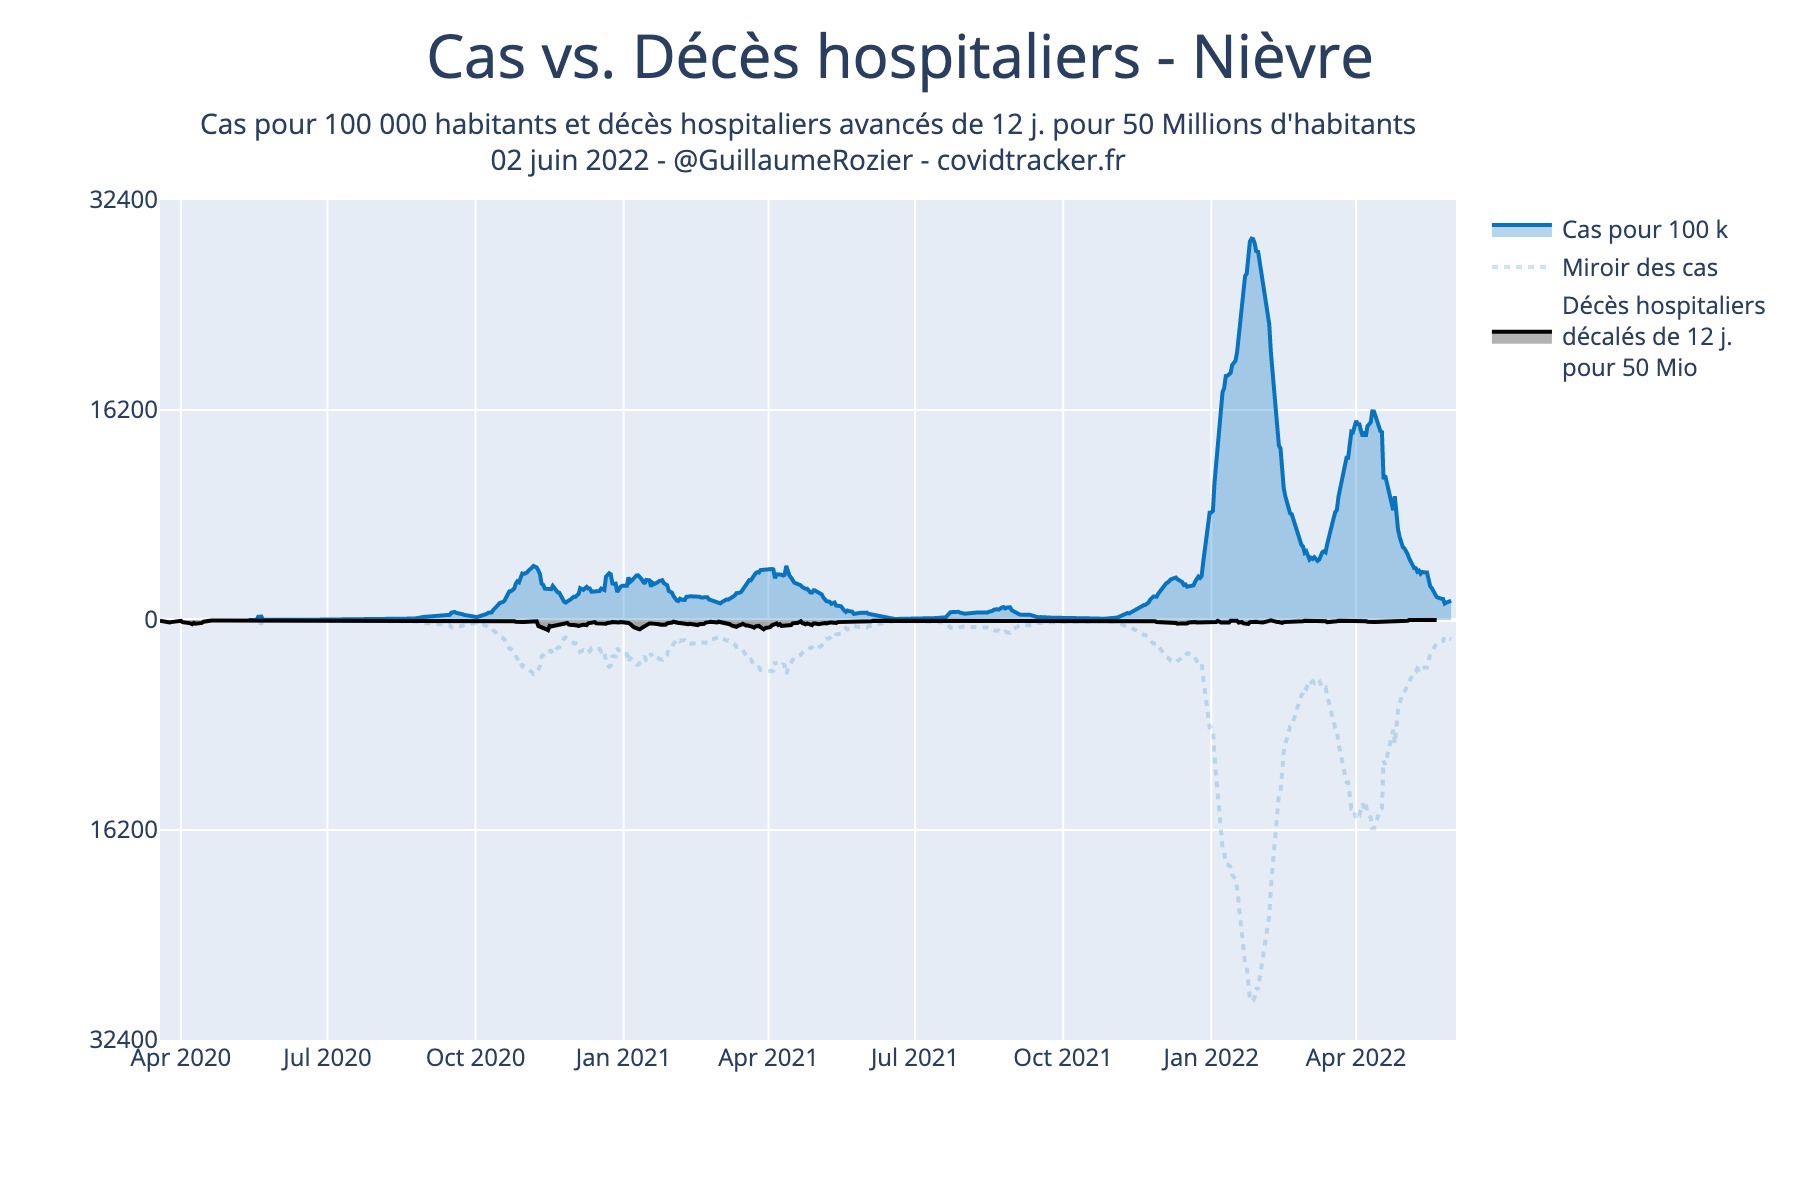 Cas vs. Décès hospitaliers - Nièvre
Cas pour 100 000 habitants et décès hospitaliers avancés de 12 j. pour 50 Millions d'habitants
02 juin 2022 - @GuillaumeRozier - covidtracker.fr
32400
16200
0
16200
32400
Apr 2020
Jul 2020
Oct 2020
Jan 2021
Apr 2021
Jul 2021
Oct 2021
Jan 2022
Apr 2022
Cas pour 100 k
Miroir des cas
Décès hospitaliers
décalés de 12 j.
pour 50 Mio